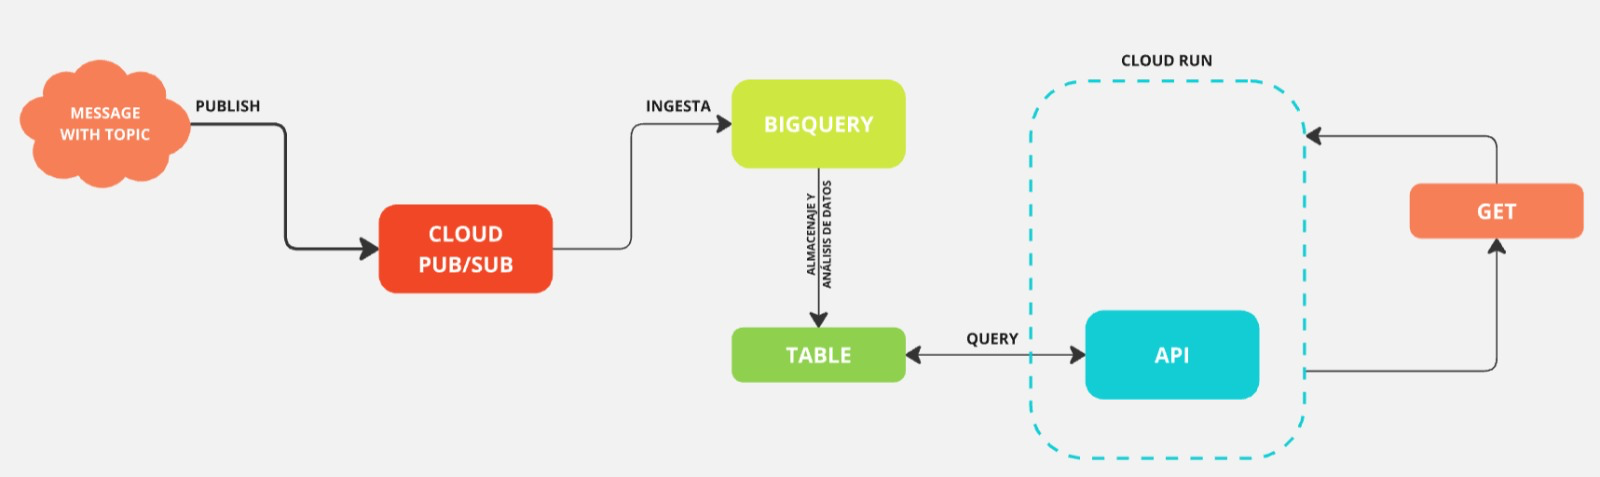 CLOUD RUN
MESSAGE
WITH TOPIC
PUBLISH
INGESTA
BIGQUERY
CLOUD
PUB/SUB
ALMACENAJE Y
ANÁLISIS DE DATOS
GET
TABLE
QUERY
API